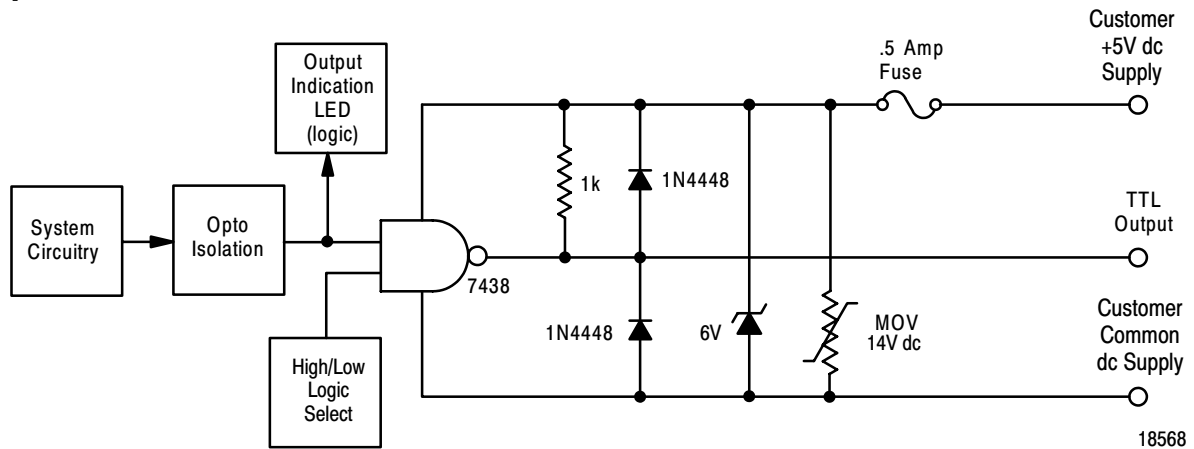 Customer
+5V dc
Supply
.5 Amp
Fuse
Output
Indication
LED
(logic)
1k
1N4448
System
Circuitry
Opto
Isolation
TTL
Output
7438
1N4448
6V
MOV
14V dc
Customer
Common
dc Supply
High/Low
Logic
Select
18568